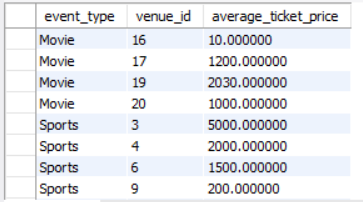 event_type venue_id average_ticket_price
Movie 16 10.000000
Movie 17 1200.000000
Movie 19 2030.000000
Movie 20 1000.000000
Sports 3 5000.000000
Sports 4 2000.000000
Sports 6 1500.000000
Sports 9 200.000000